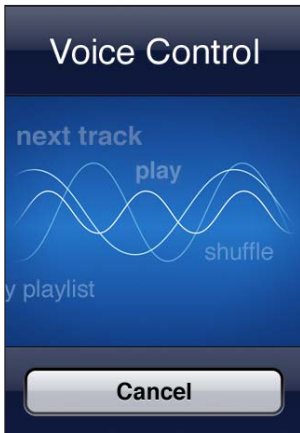 Voice Control
next track
play
shuffle
y playlist
Cancel